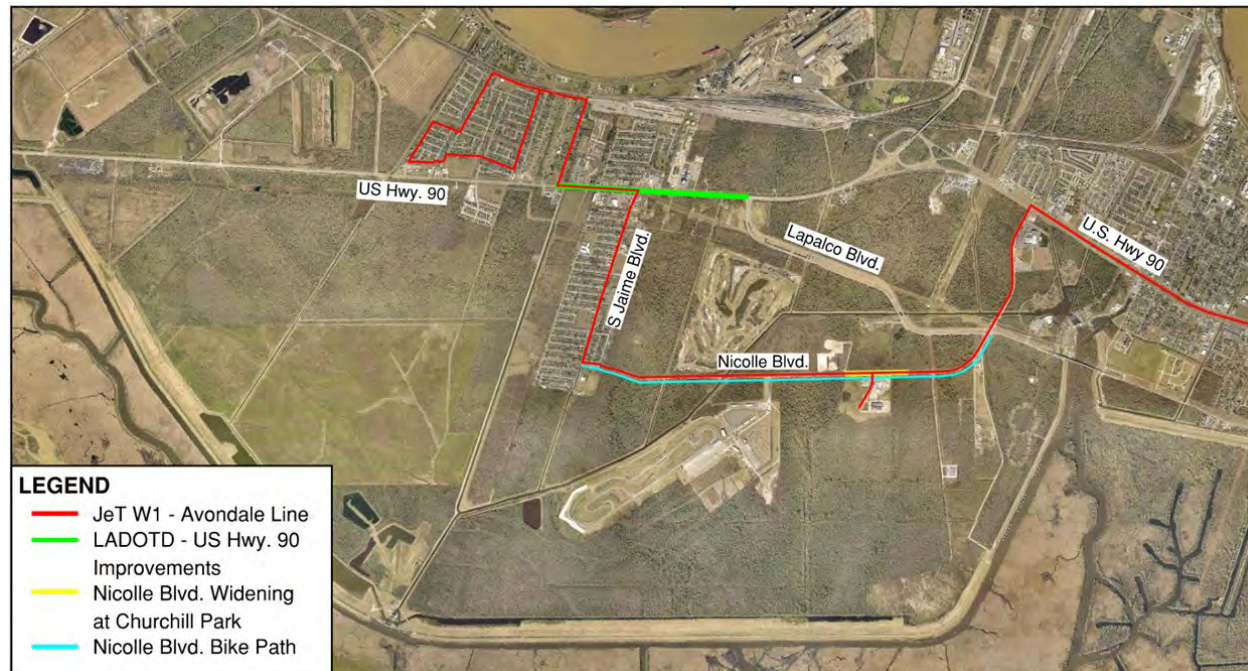 US Hwy. 90
S Jaime Blvd.
Lapalco Blvd.
U.S. Hwy 90
Nicolle Blvd.
LEGEND
JeT W1 - Avondale Line
LADOTD - US Hwy. 90
Improvements
Nicolle Blvd. Widening
at Churchill Park
Nicolle Blvd. Bike Path